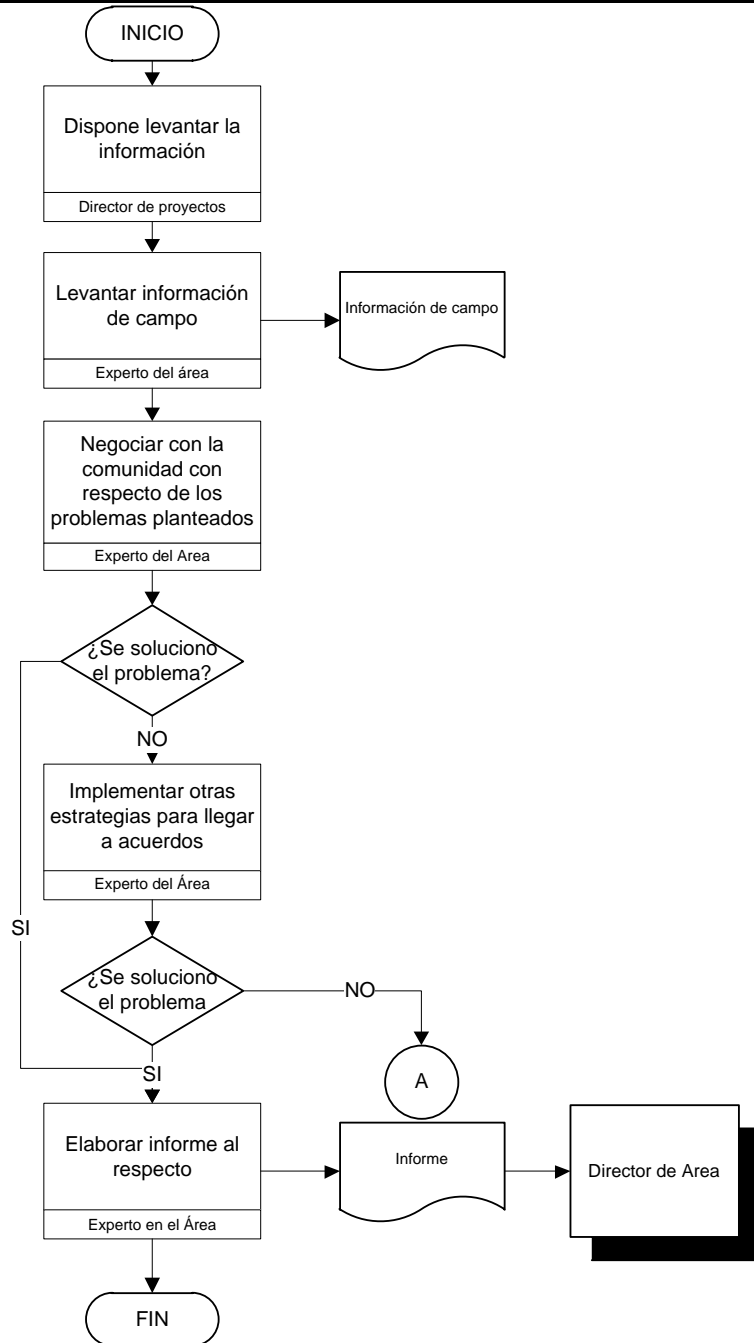 INICIO
Dispone levantar la
información
Director de proyectos
Levantar información
de campo
Experto del área
Información de campo
Negociar con la
comunidad con
respecto de los
problemas planteados
Experto del Area
¿Se soluciono
el problema?
NO
Implementar otras
estrategias para llegar
a acuerdos
Experto del Área
SI
¿Se soluciono
el problema
NO
A
SI
Elaborar informe al
respecto
Experto en el Área
Informe
Director de Area
FIN